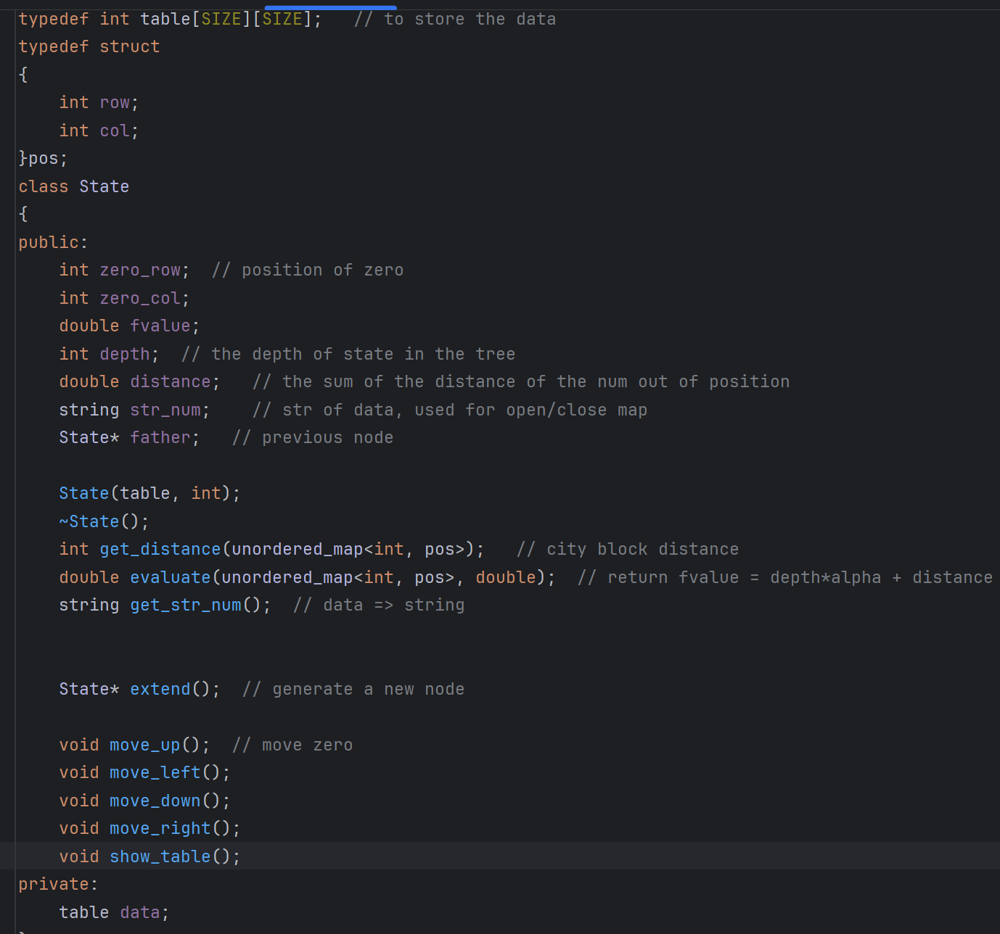 typedef int table[SIZE][SIZE];   // to store the data
typedef struct
{
    int row;
    int col;
}pos;
class State
{
public:
    int zero_row;  // position of zero
    int zero_col;
    double fvalue;
    int depth;  // the depth of state in the tree
    double distance;   // the sum of the distance of the num out of position
    string str_num;    // str of data, used for open/close map
    State* father;   // previous node

    State(table, int);
    ~State();
    int get_distance(unordered_map<int, pos>);   // city block distance
    double evaluate(unordered_map<int, pos>, double);  // return fvalue = depth*alpha + distance
    string get_str_num();  // data => string


    State* extend();  // generate a new node

    void move_up();  // move zero
    void move_left();
    void move_down();
    void move_right();
    void show_table();
private:
    table data;